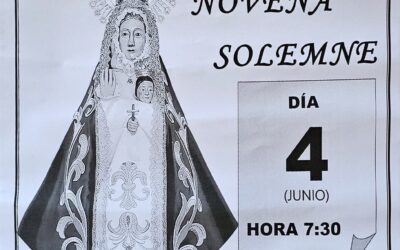 NOVENA
SOLEMNE
DÍA
4
(JUNIO)
HORA 7:30